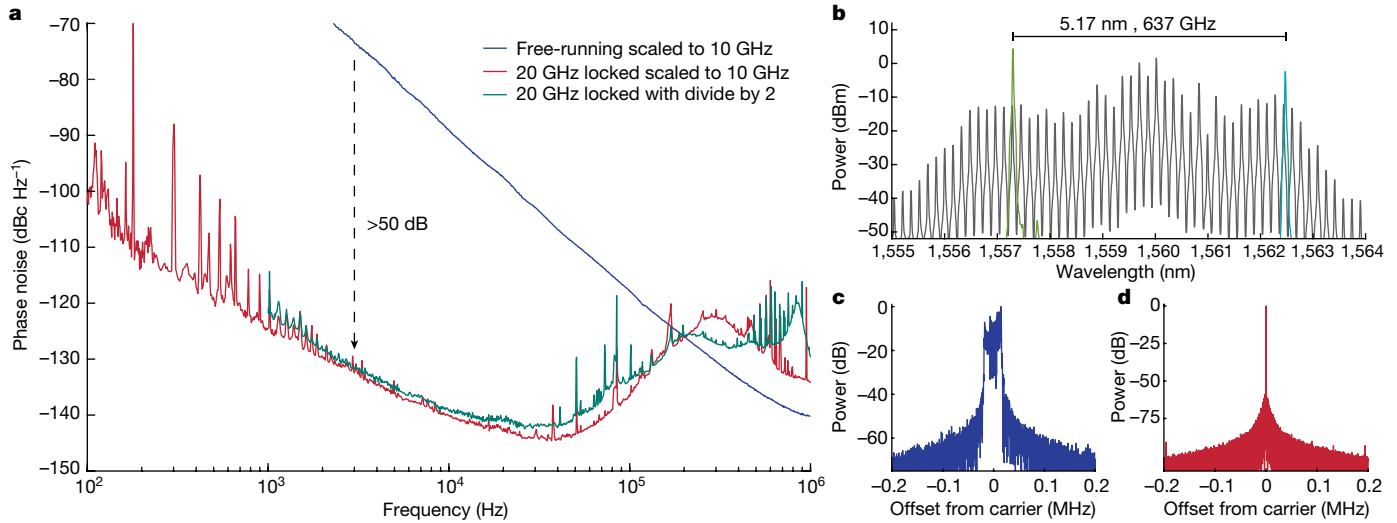 a
−70
−80
−90
−100
−110
−120
−130
−140
−150
Phase noise (dBc Hz⁻¹)
10² 10³ 10⁴ 10⁵ 10⁶
Frequency (Hz)
Free-running scaled to 10 GHz
20 GHz locked scaled to 10 GHz
20 GHz locked with divide by 2
>50 dB
b
5.17 nm , 637 GHz
10
0
−10
−20
−30
−40
−50
Power (dBm)
1,555 1,556 1,557 1,558 1,559 1,560 1,561 1,562 1,563 1,564
Wavelength (nm)
c
0
−20
−40
−60
Power (dB)
−0.2 −0.1 0 0.1 0.2
Offset from carrier (MHz)
d
0
−25
−50
−75
Power (dB)
−0.2 −0.1 0 0.1 0.2
Offset from carrier (MHz)